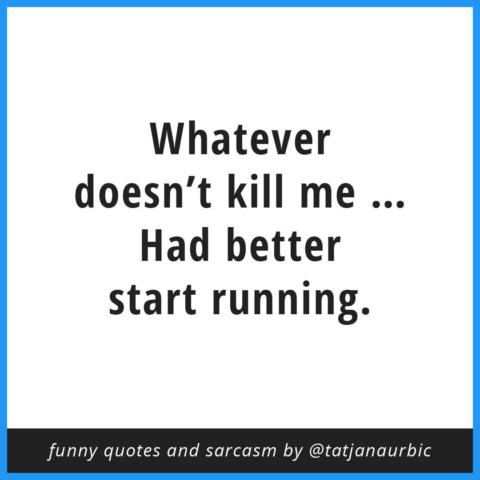 Whatever
doesn’t kill me ...
Had better
start running.
funny quotes and sarcasm by @tatjanaurbic